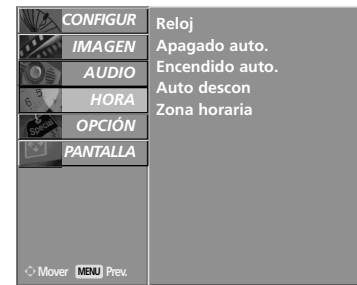 CONFIGUR
IMAGEN
AUDIO
HORA
OPCIÓN
PANTALLA
Reloj
Apagado auto.
Encendido auto.
Auto descon
Zona horaria
Mover MENU Prev.